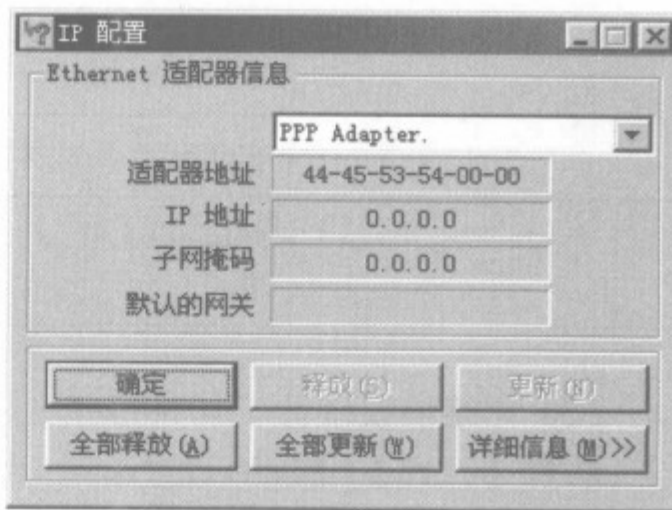 IP 配置
Ethernet 适配器信息
PPP Adapter.
适配器地址 44-45-53-54-00-00
IP 地址 0.0.0.0
子网掩码 0.0.0.0
默认的网关
确定 释放(S) 更新(N)
全部释放(A) 全部更新(W) 详细信息(M)>>